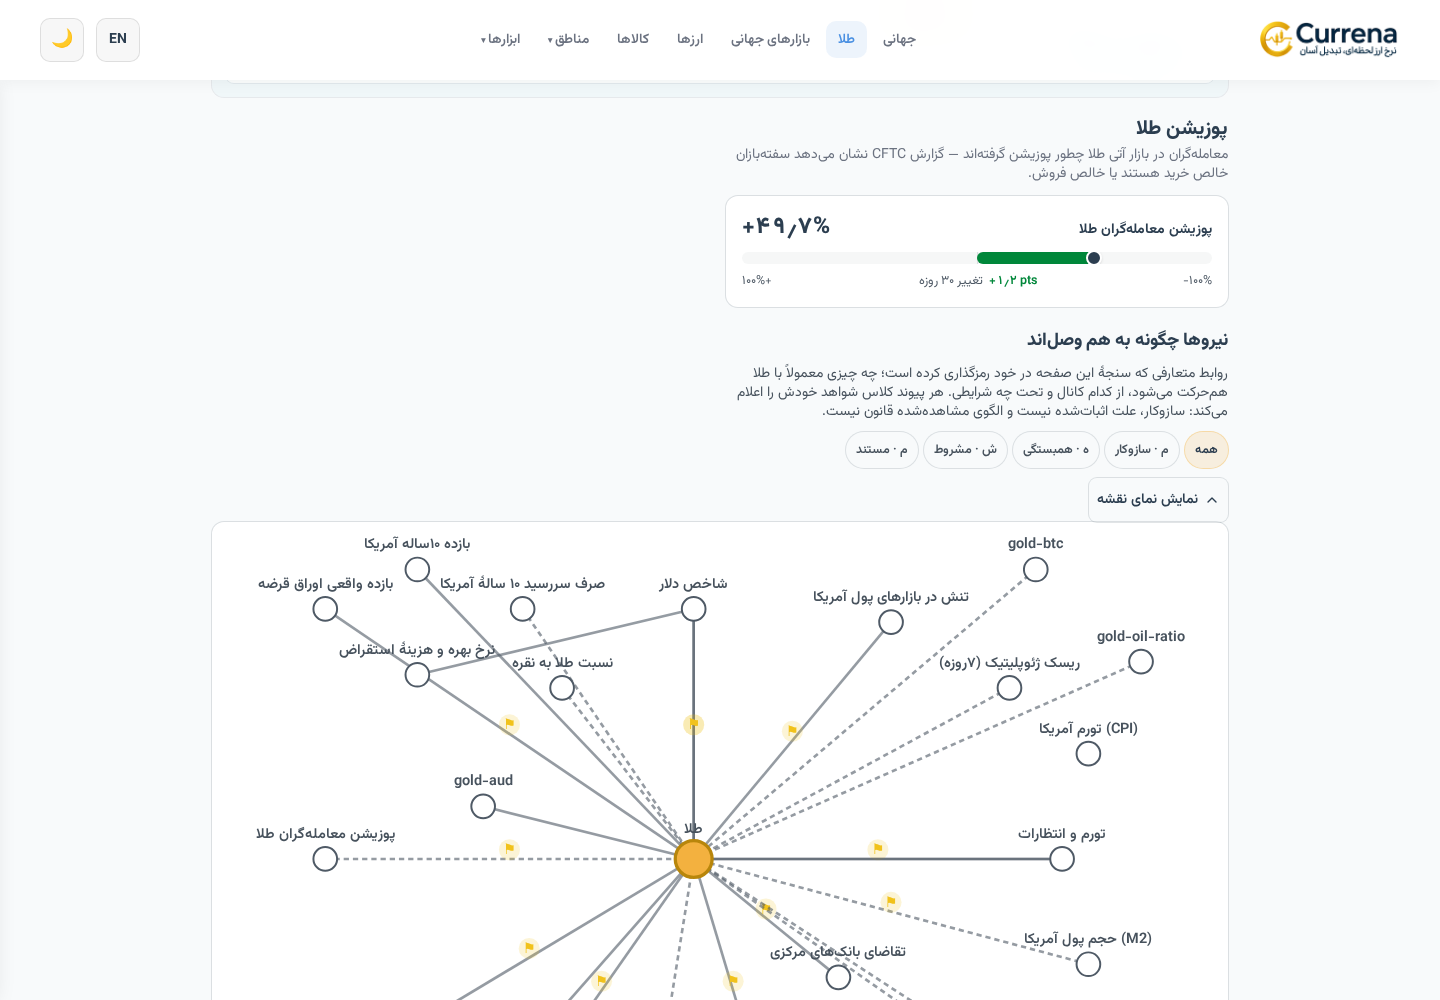 Currena
نرخ ارز لحظه‌ای، تبدیل آسان
جهانی
طلا
بازارهای جهانی
ارزها
کالاها
مناطق ▾
ابزارها ▾
EN
پوزیشن طلا
معامله‌گران در بازار آتی طلا چطور پوزیشن گرفته‌اند — گزارش CFTC نشان می‌دهد سفته‌بازان
خالص خرید هستند یا خالص فروش.
پوزیشن معامله‌گران طلا
+۴۹٫۷%
-۱۰۰%
+۱٫۲ pts تغییر ۳۰ روزه
+۱۰۰%
نیروها چگونه به هم وصل‌اند
روابط متعارفی که سنجهٔ این صفحه در خود رمزگذاری کرده است؛ چه چیزی معمولاً با طلا
هم‌حرکت می‌شود، از کدام کانال و تحت چه شرایطی. هر پیوند کلاس شواهد خودش را اعلام
می‌کند: سازوکار، علت اثبات‌شده نیست و الگوی مشاهده‌شده قانون نیست.
همه
م · سازوکار
ه · همبستگی
ش · مشروط
م · مستند
نمایش نمای نقشه
gold-btc
بازده ۱۰ساله آمریکا
شاخص دلار
صرف سررسید ۱۰ سالهٔ آمریکا
بازده واقعی اوراق قرضه
تنش در بازارهای پول آمریکا
gold-oil-ratio
نرخ بهره و هزینهٔ استقراض
ریسک ژئوپلیتیک (۷روزه)
نسبت طلا به نقره
تورم آمریکا (CPI)
gold-aud
طلا
تورم و انتظارات
پوزیشن معامله‌گران طلا
حجم پول آمریکا (M2)
تقاضای بانک‌های مرکزی